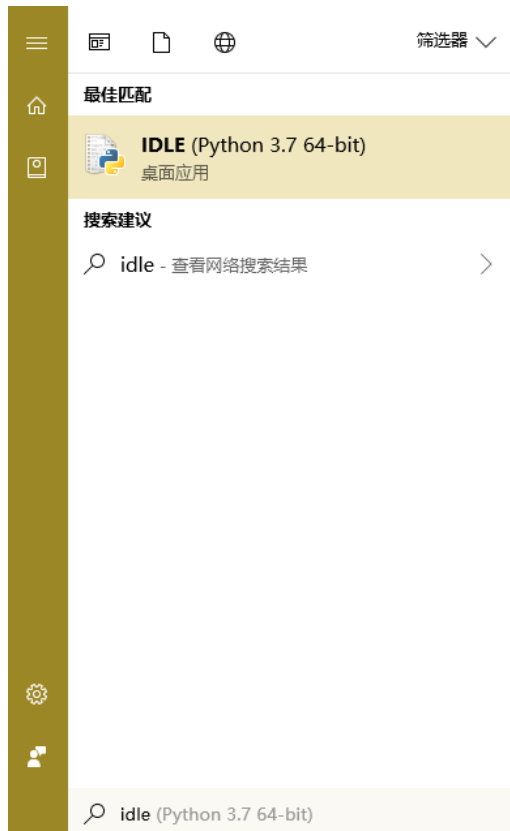 筛选器
最佳匹配
IDLE (Python 3.7 64-bit)
桌面应用
搜索建议
idle - 查看网络搜索结果
idle (Python 3.7 64-bit)